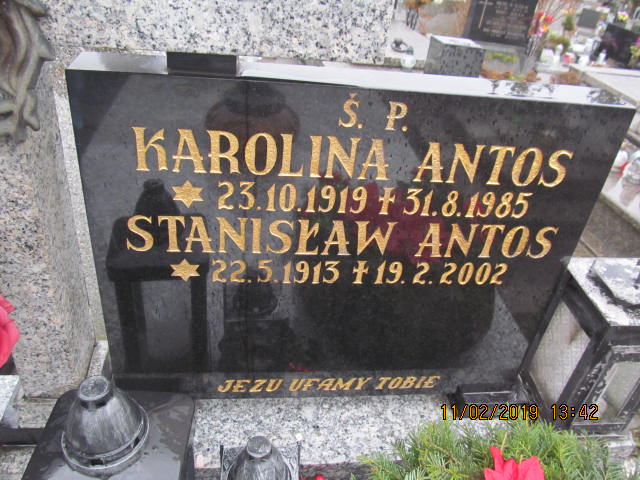 Ś. P.
KAROLINA ANTOS
✶ 23.10.1919 ✝ 31.8.1985
STANISŁAW ANTOS
✶ 22.5.1913 ✝ 19.2.2002
JEZU UFAMY TOBIE
11/02/2019 13:42